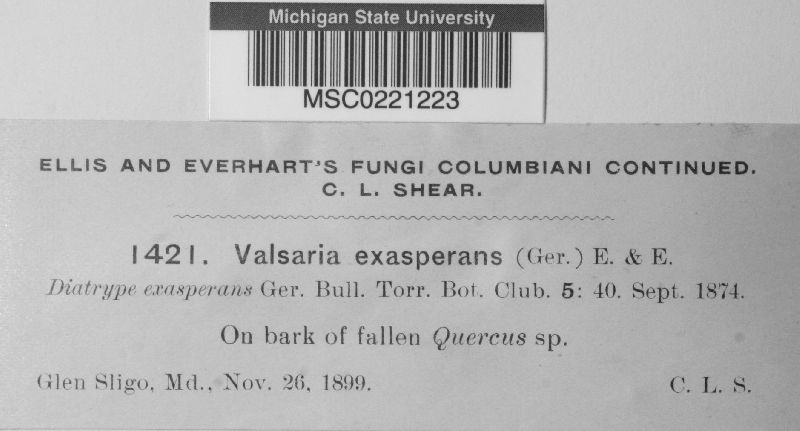 Michigan State University
MSC0221223
ELLIS AND EVERHART'S FUNGI COLUMBIANI CONTINUED.
C. L. SHEAR.
1421. Valsaria exasperans (Ger.) E. & E.
Diatrype exasperans Ger. Bull. Torr. Bot. Club. 5: 40. Sept. 1874.
On bark of fallen Quercus sp.
Glen Sligo, Md., Nov. 26, 1899. C. L. S.